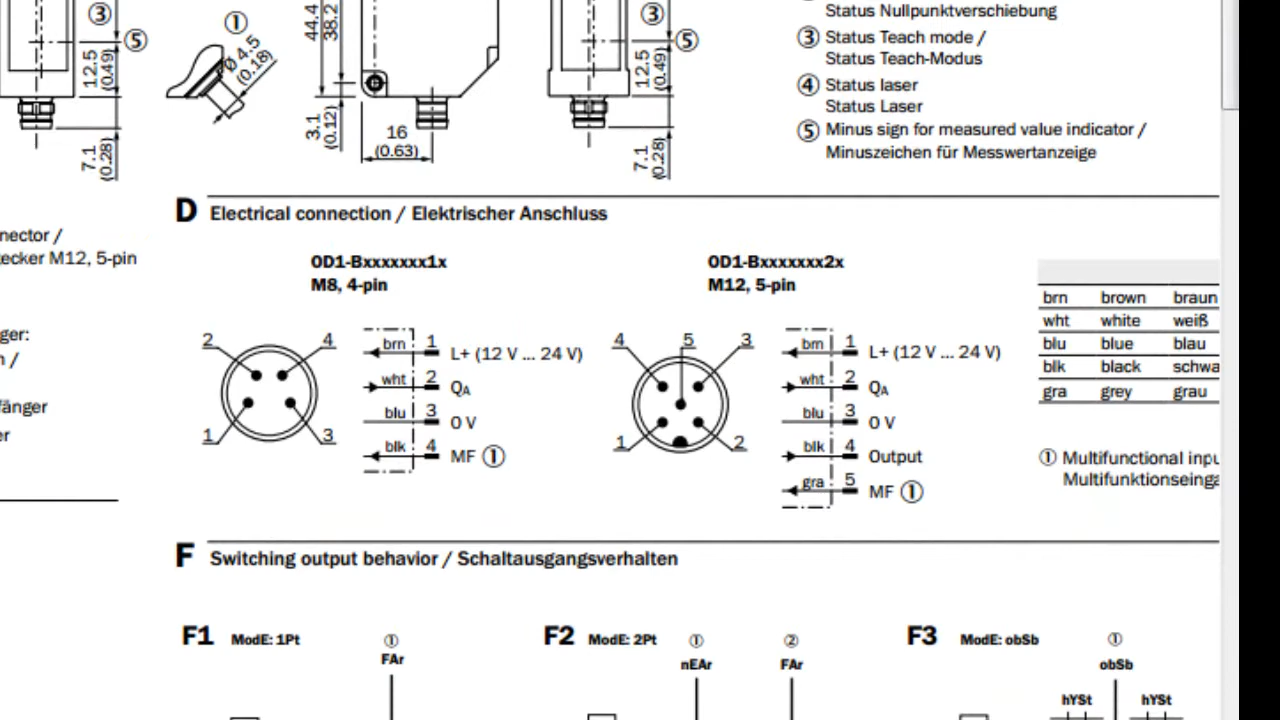 Status Nullpunktverschiebung
③ Status Teach mode /
Status Teach-Modus
④ Status laser
Status Laser
⑤ Minus sign for measured value indicator /
Minuszeichen für Messwertanzeige
③
⑤
12.5
(0.49)
7.1
(0.28)
①
Ø 4.5
(0.18)
44.4
38.2
3.1
(0.12)
16
(0.63)
③
⑤
12.5
(0.49)
7.1
(0.28)
D Electrical connection / Elektrischer Anschluss
nector /
tecker M12, 5-pin
ger:
n /
fänger
er
OD1-Bxxxxxxx1x
M8, 4-pin
2 4
1 3
brn 1 L+ (12 V ... 24 V)
wht 2 QA
blu 3 0 V
blk 4 MF ①
OD1-Bxxxxxxx2x
M12, 5-pin
4 5 3
1 2
brn 1 L+ (12 V ... 24 V)
wht 2 QA
blu 3 0 V
blk 4 Output
gra 5 MF ①
brn brown braun
wht white weiß
blu blue blau
blk black schwa
gra grey grau
① Multifunctional inpu
Multifunktionseinga
F Switching output behavior / Schaltausgangsverhalten
F1 ModE: 1Pt ①
FAr
F2 ModE: 2Pt ① ②
nEAr FAr
F3 ModE: obSb ①
obSb
hYSt hYSt